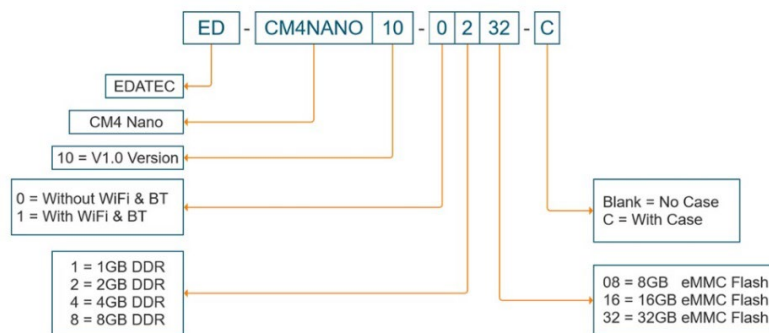 ED - CM4NANO 10 - 0 2 32 - C
EDATEC
CM4 Nano
10 = V1.0 Version
0 = Without WiFi & BT
1 = With WiFi & BT
Blank = No Case
C = With Case
1 = 1GB DDR
2 = 2GB DDR
4 = 4GB DDR
8 = 8GB DDR
08 = 8GB eMMC Flash
16 = 16GB eMMC Flash
32 = 32GB eMMC Flash